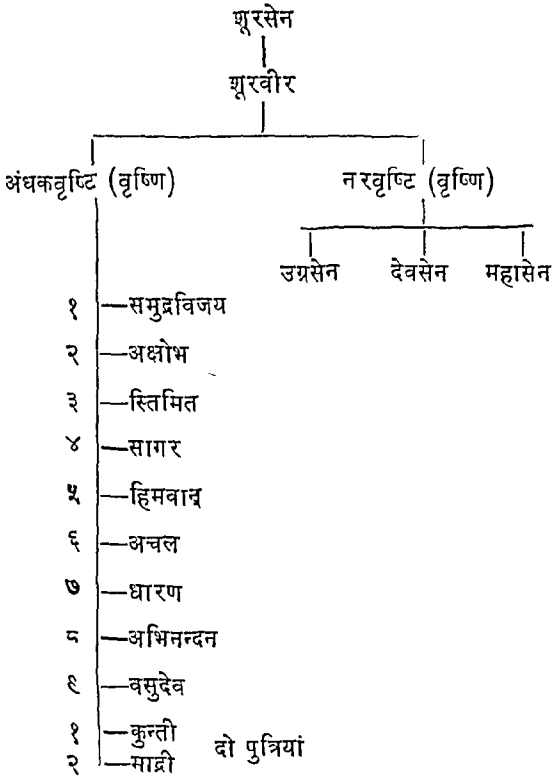 शूरसेन
शूरवीर
अंधकवृष्टि (वृष्णि) नरवृष्टि (वृष्णि)
उग्रसेन देवसेन महासेन
१ —समुद्रविजय
२ —अक्षोभ
३ —स्तिमित
४ —सागर
५ —हिमवान्
६ —अचल
७ —धारण
८ —अभिनन्दन
९ —वसुदेव
१ —कुन्ती
२ —माद्री दो पुत्रियां